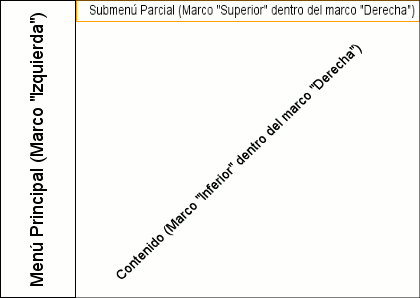 Submenú Parcial (Marco "Superior" dentro del marco "Derecha")
Menú Principal (Marco "Izquierda")
Contenido (Marco "Inferior" dentro del marco "Derecha")